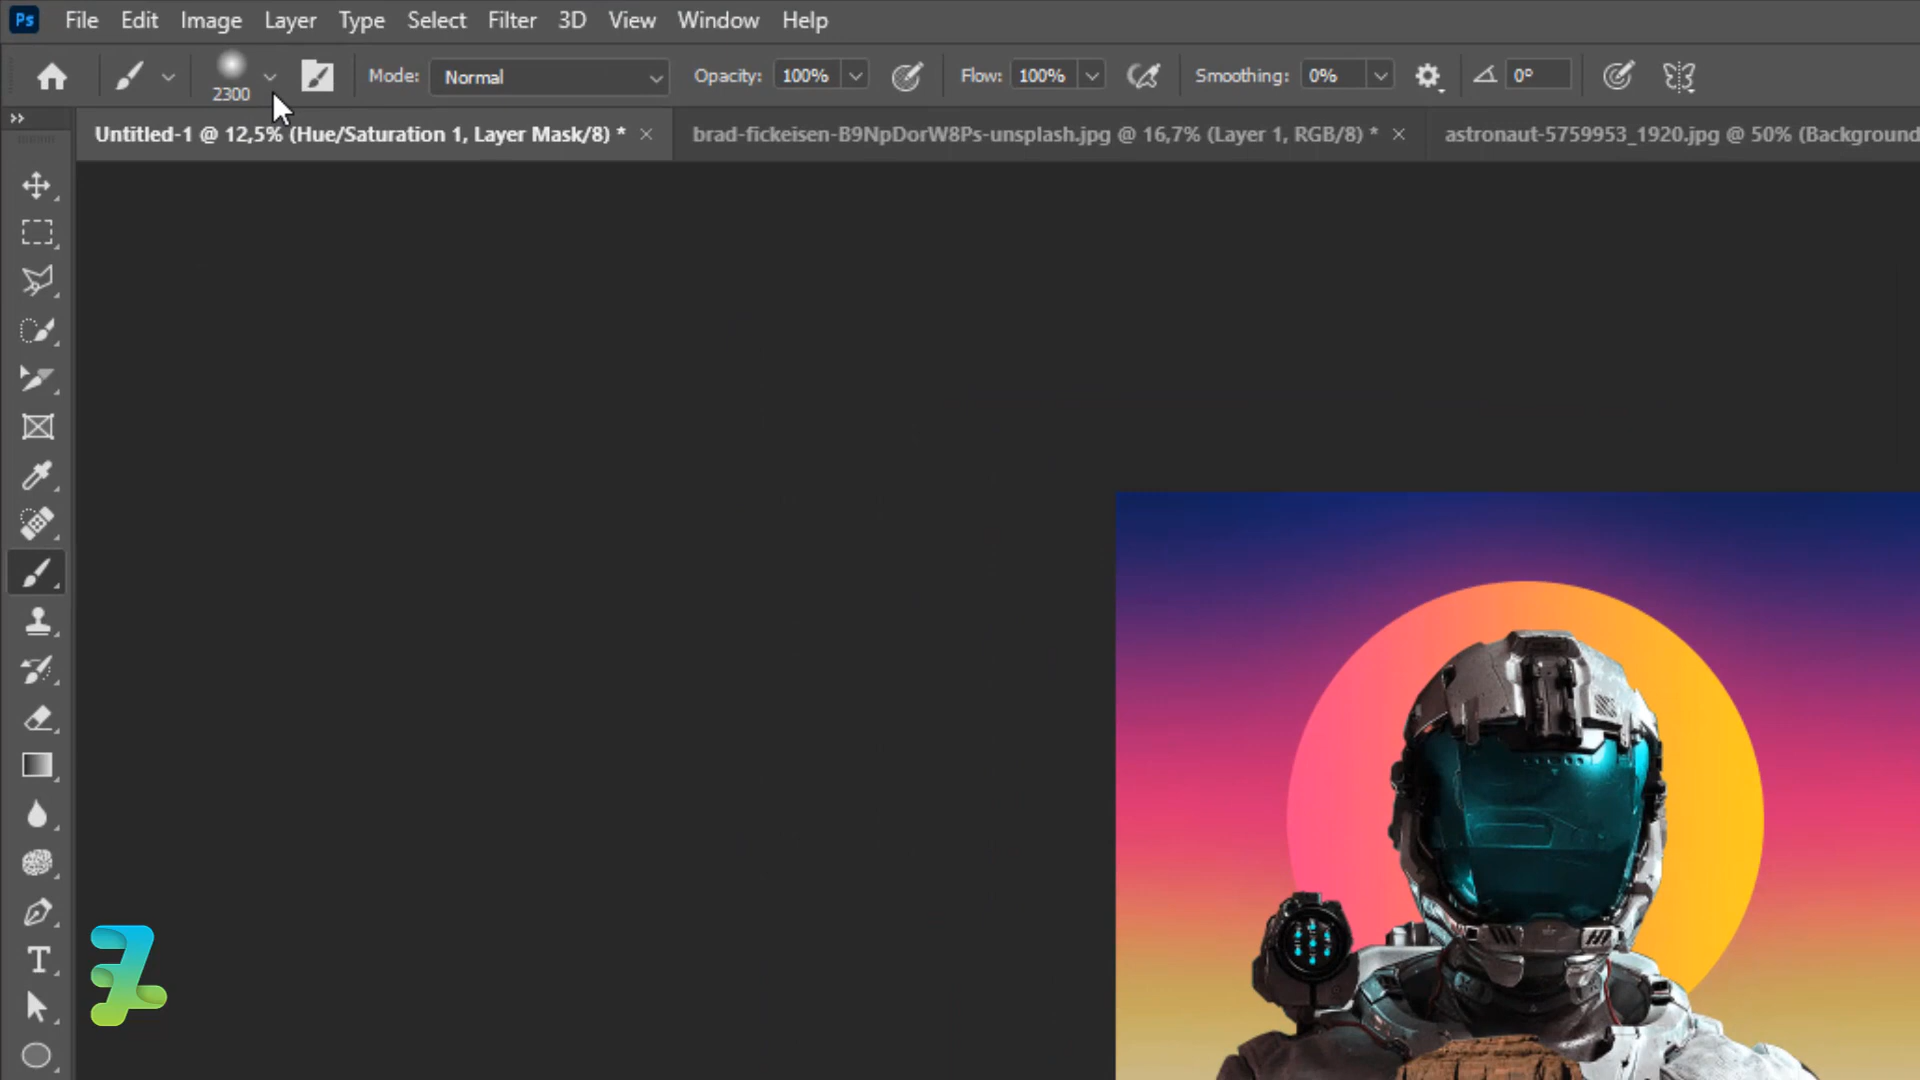 Ps File Edit Image Layer Type Select Filter 3D View Window Help
2300 Mode: Normal Opacity: 100% Flow: 100% Smoothing: 0% 0°
Untitled-1 @ 12,5% (Hue/Saturation 1, Layer Mask/8) * brad-fickeisen-B9NpDorW8Ps-unsplash.jpg @ 16,7% (Layer 1, RGB/8) * astronaut-5759953_1920.jpg @ 50% (Background